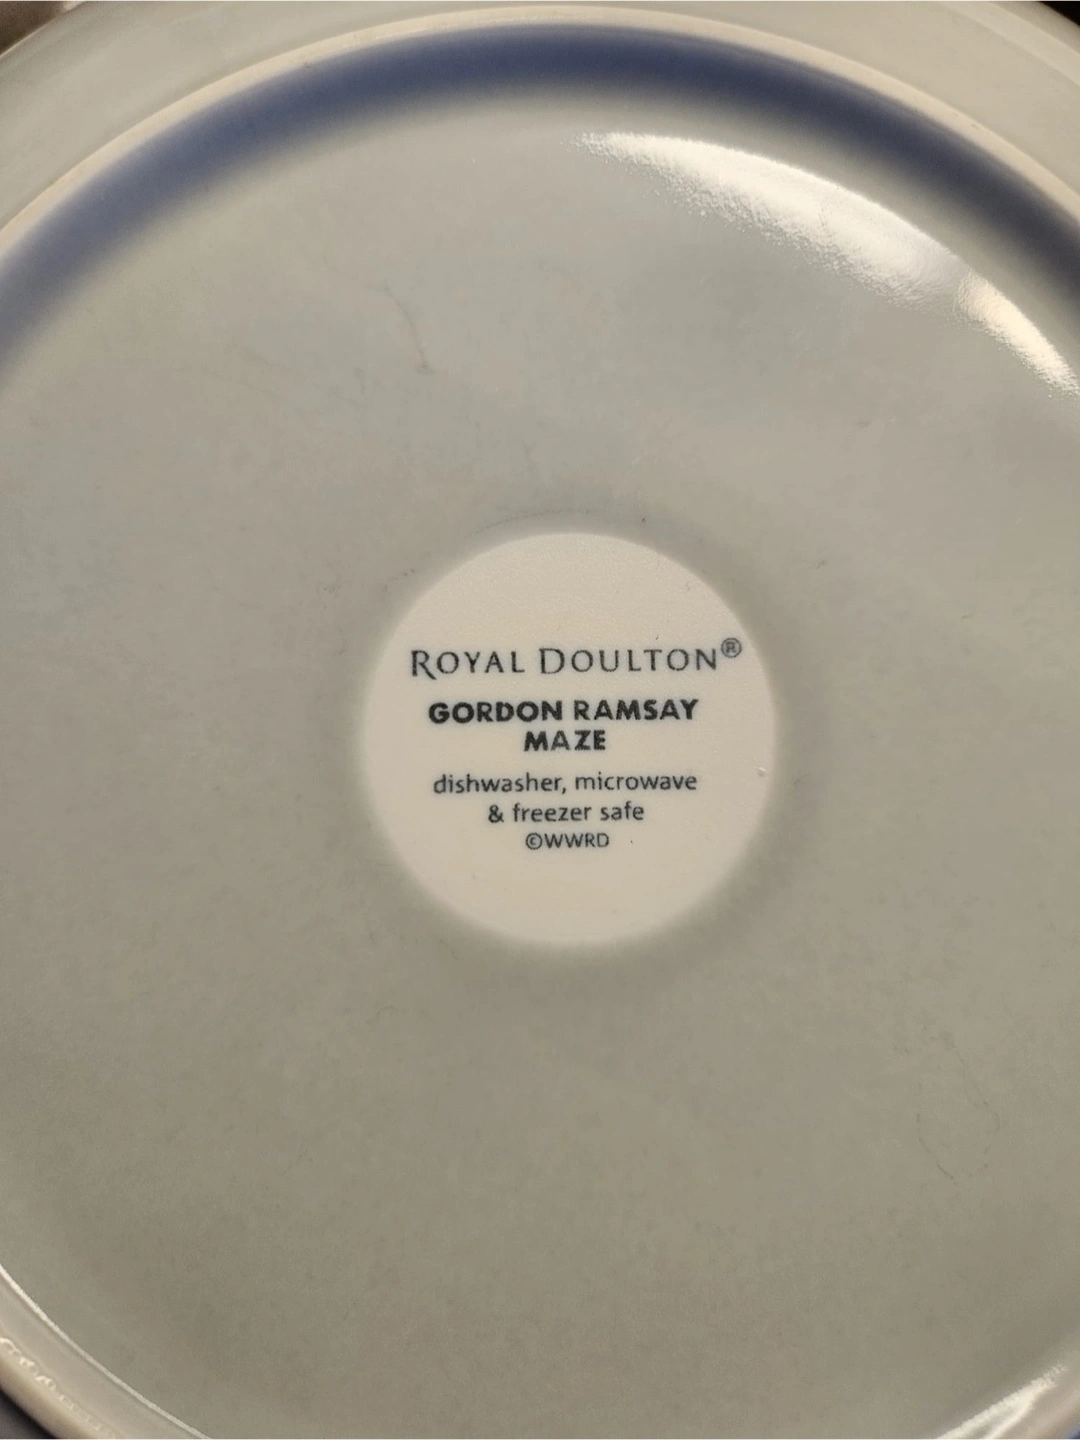 ROYAL DOULTON®
GORDON RAMSAY
MAZE
dishwasher, microwave
& freezer safe
©WWRD